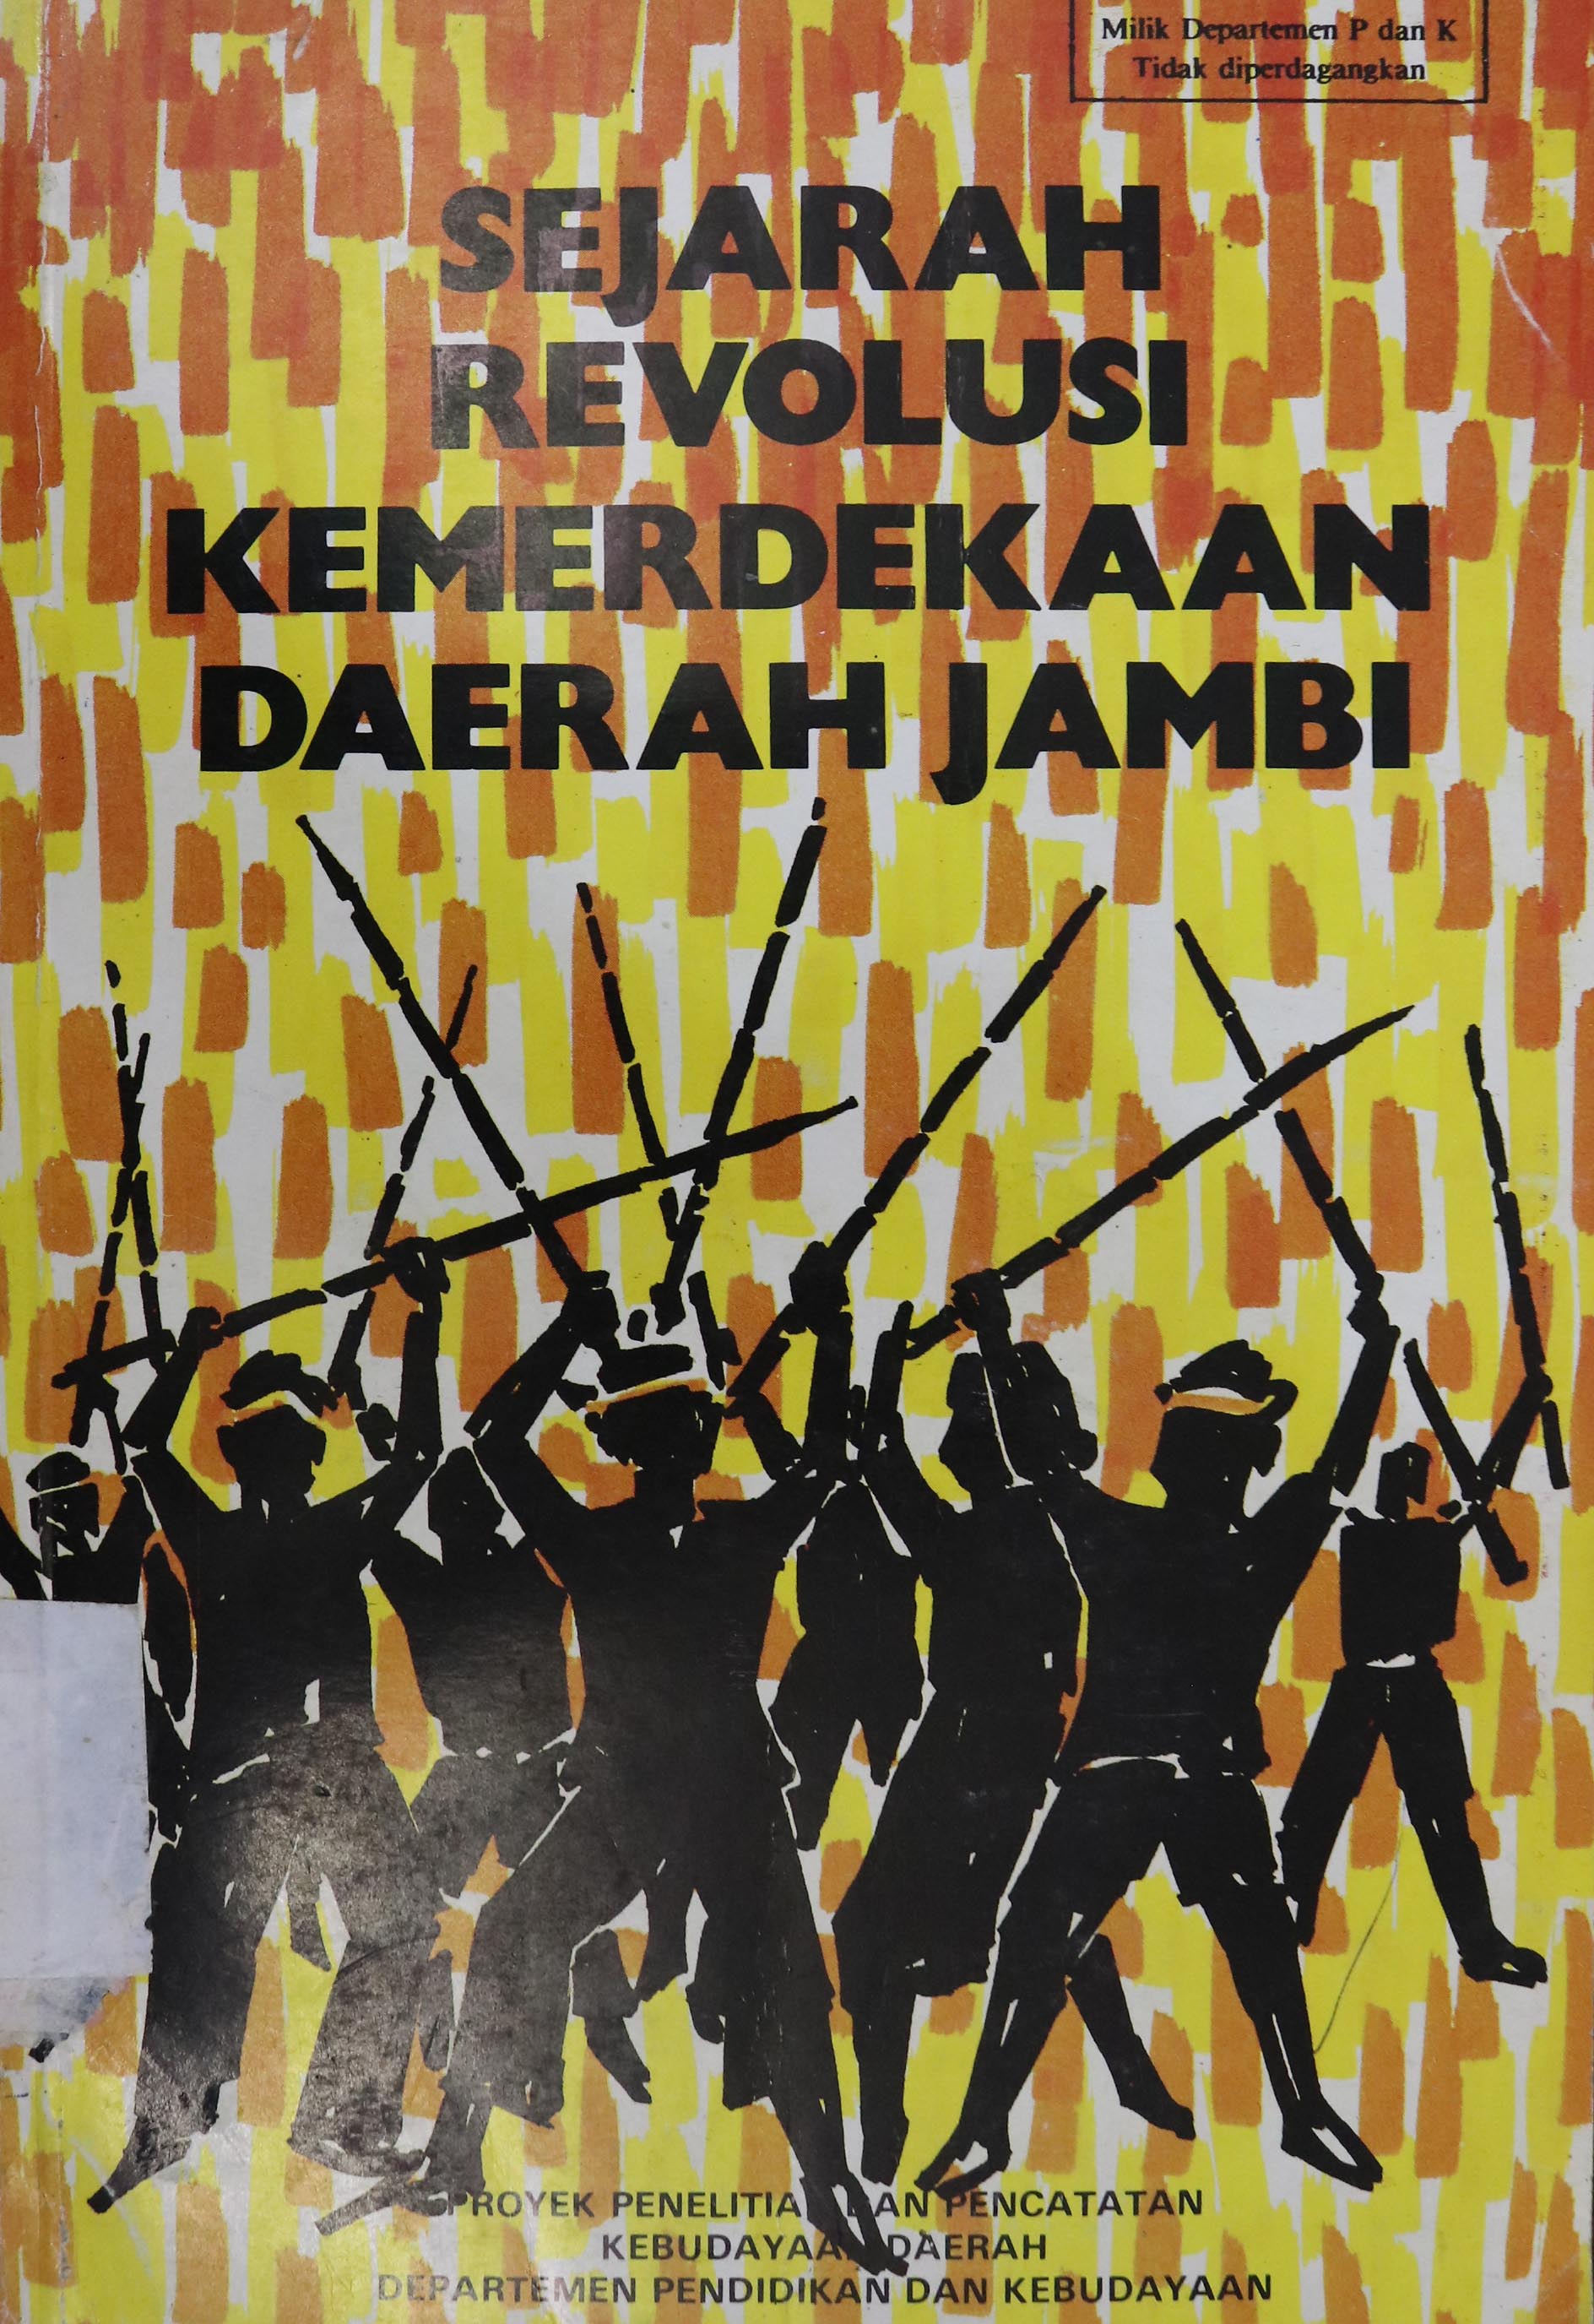 Milik Departemen P dan K
Tidak diperdagangkan
SEJARAH
REVOLUSI
KEMERDEKAAN
DAERAH JAMBI
PROYEK PENELITIAN DAN PENCATATAN
KEBUDAYAAN DAERAH
DEPARTEMEN PENDIDIKAN DAN KEBUDAYAAN